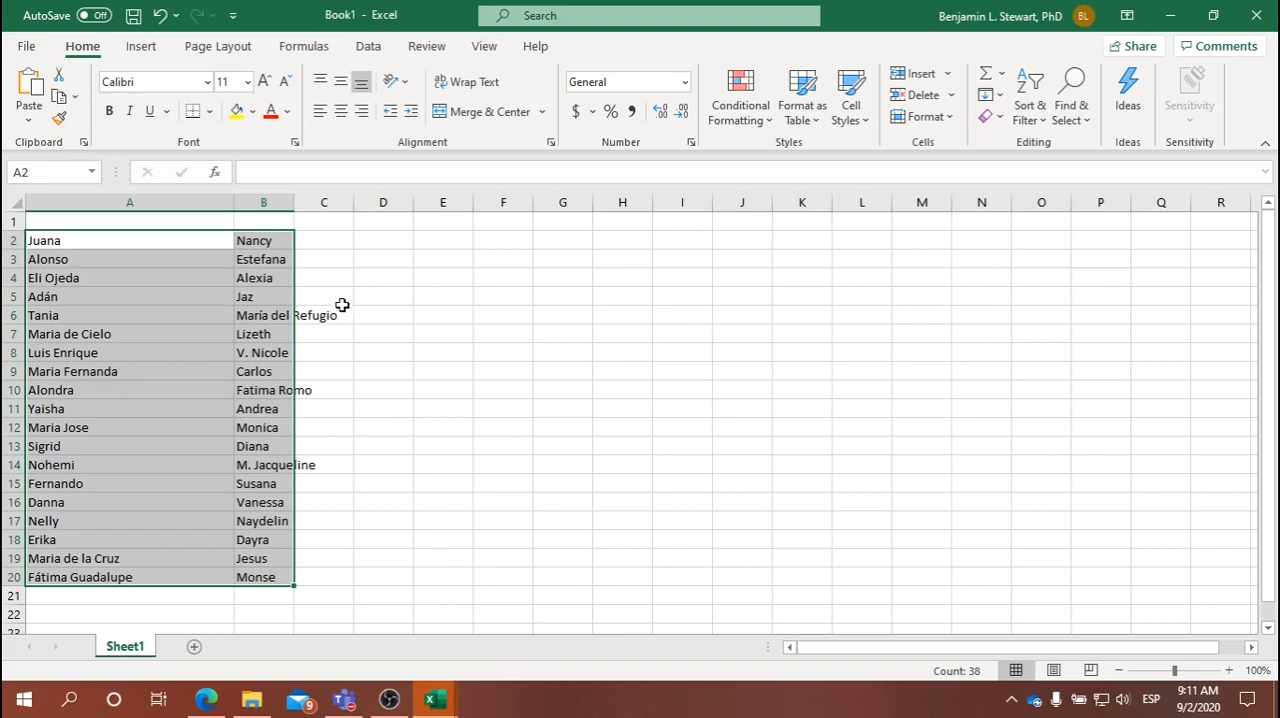 AutoSave Off Book1 - Excel Search Benjamin L. Stewart, PhD BL
File Home Insert Page Layout Formulas Data Review View Help Share Comments
Paste Calibri 11 B I U A Wrap Text Merge & Center General $ % Conditional Formatting Format as Table Cell Styles Insert Delete Format Sort & Filter Find & Select Ideas Sensitivity
Clipboard Font Alignment Number Styles Cells Editing Ideas Sensitivity
A2 fx
A B C D E F G H I J K L M N O P Q R
1
2 Juana Nancy
3 Alonso Estefana
4 Eli Ojeda Alexia
5 Adán Jaz
6 Tania María del Refugio
7 Maria de Cielo Lizeth
8 Luis Enrique V. Nicole
9 Maria Fernanda Carlos
10 Alondra Fatima Romo
11 Yaisha Andrea
12 Maria Jose Monica
13 Sigrid Diana
14 Nohemi M. Jacqueline
15 Fernando Susana
16 Danna Vanessa
17 Nelly Naydelin
18 Erika Dayra
19 Maria de la Cruz Jesus
20 Fátima Guadalupe Monse
21
22
23
Sheet1
Count: 38 100%
9 ESP 9:11 AM
9/2/2020